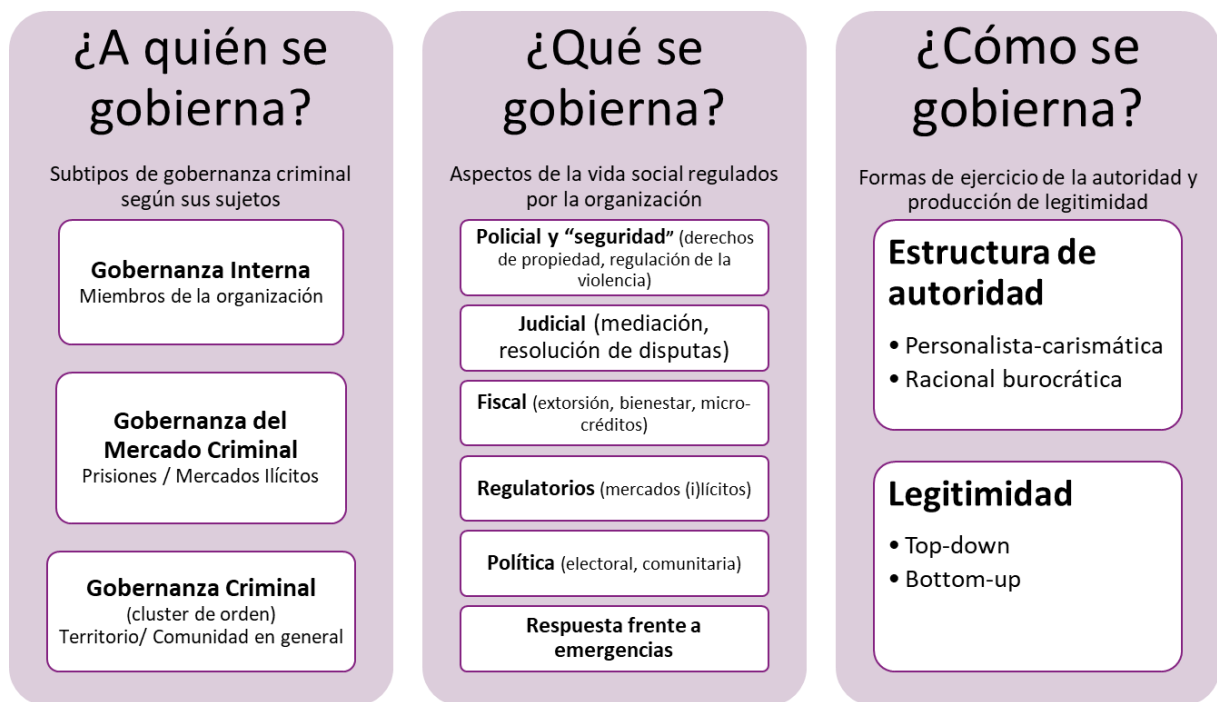 ¿A quién se
gobierna?
Subtipos de gobernanza criminal
según sus sujetos
Gobernanza Interna
Miembros de la organización
Gobernanza del
Mercado Criminal
Prisiones / Mercados Ilícitos
Gobernanza Criminal
(cluster de orden)
Territorio/ Comunidad en general
¿Qué se
gobierna?
Aspectos de la vida social regulados
por la organización
Policial y “seguridad” (derechos
de propiedad, regulación de la
violencia)
Judicial (mediación,
resolución de disputas)
Fiscal (extorsión, bienestar, micro-
créditos)
Regulatorios (mercados (i)lícitos)
Política (electoral, comunitaria)
Respuesta frente a
emergencias
¿Cómo se
gobierna?
Formas de ejercicio de la autoridad y
producción de legitimidad
Estructura de
autoridad
• Personalista-carismática
• Racional burocrática
Legitimidad
• Top-down
• Bottom-up